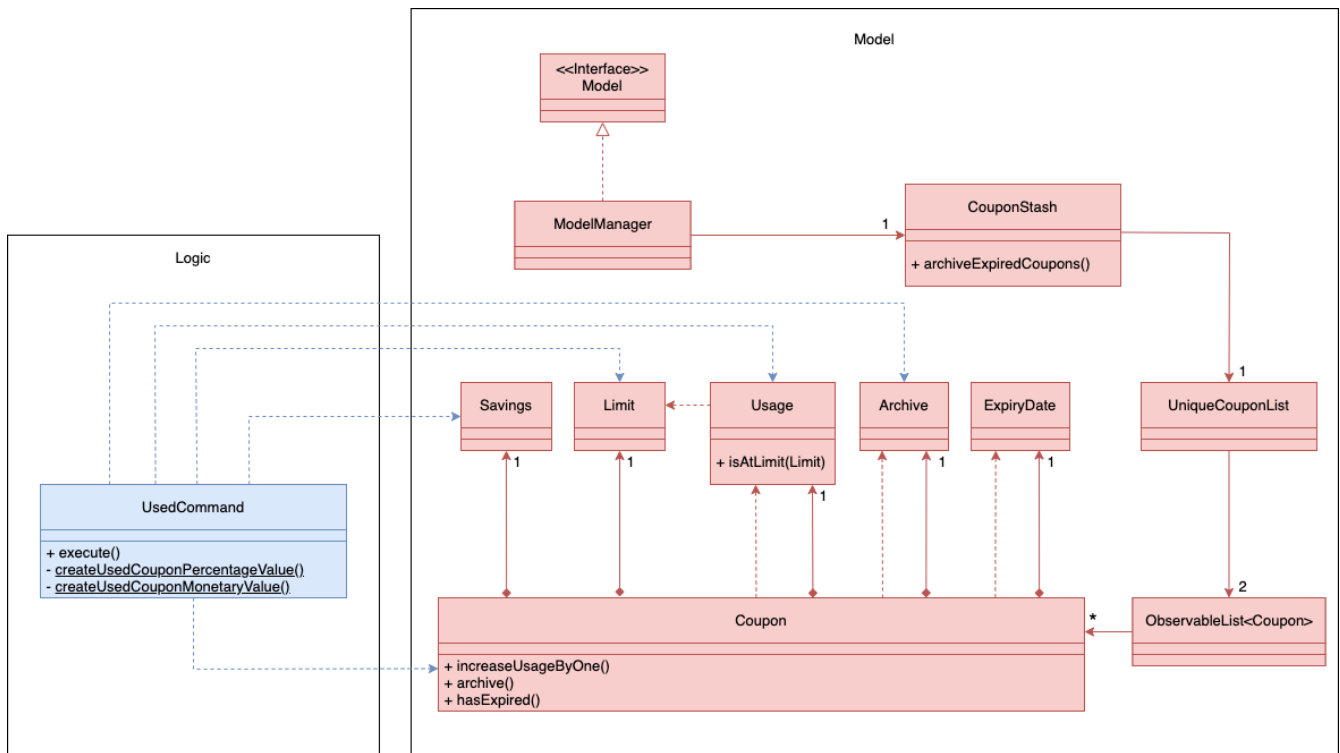 Model
<<Interface>>
Model
ModelManager
1
CouponStash
+ archiveExpiredCoupons()
Logic
1
Savings
Limit
Usage
+ isAtLimit(Limit)
Archive
ExpiryDate
UniqueCouponList
1
1
1
1
1
UsedCommand
+ execute()
- createUsedCouponPercentageValue()
- createUsedCouponMonetaryValue()
2
Coupon
+ increaseUsageByOne()
+ archive()
+ hasExpired()
*
ObservableList<Coupon>